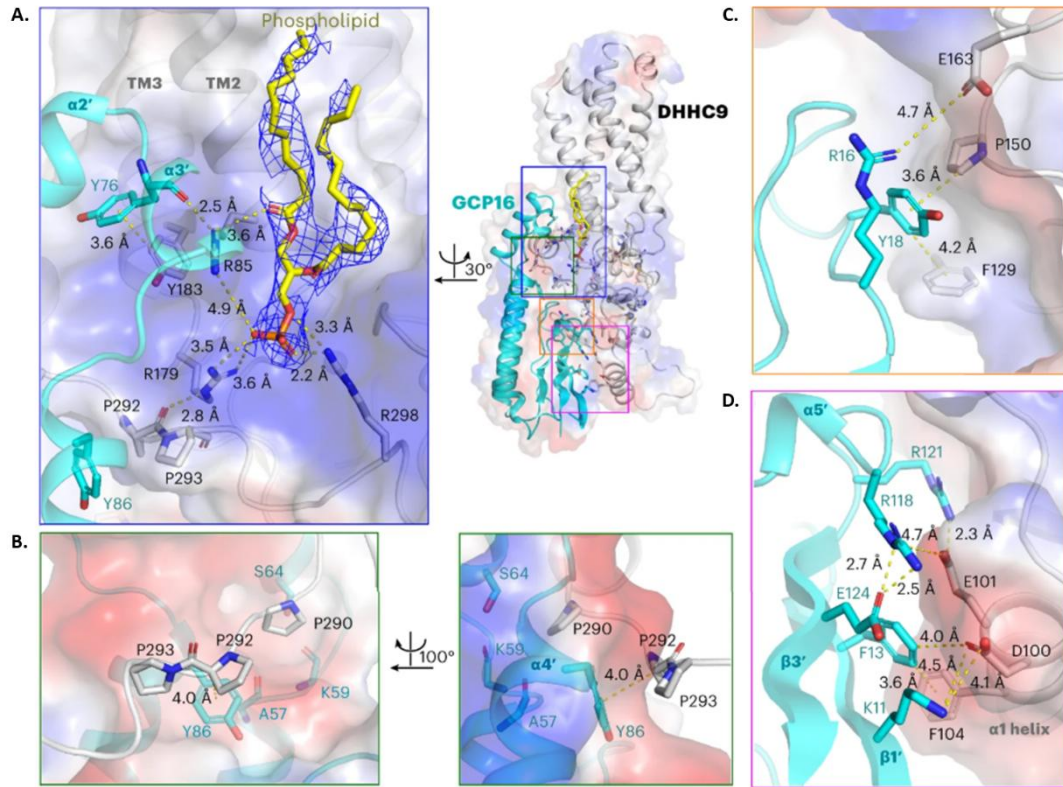 A.
Phospholipid
TM3
TM2
α2'
α3'
Y76
2.5 Å
3.6 Å
3.6 Å
R85
Y183
4.9 Å
3.3 Å
3.5 Å
R179
3.6 Å
2.2 Å
P292
2.8 Å
R298
P293
Y86
DHHC9
GCP16
30°
C.
E163
4.7 Å
R16
P150
3.6 Å
Y18
4.2 Å
F129
B.
S64
P290
P293
P292
4.0 Å
K59
A57
Y86
100°
S64
P290
P292
K59
α4'
4.0 Å
P293
A57
Y86
D.
α5'
R121
R118
4.7 Å
2.3 Å
2.7 Å
E101
E124
2.5 Å
4.0 Å
D100
F13
4.5 Å
β3'
3.6 Å
4.1 Å
K11
F104
α1 helix
β1'